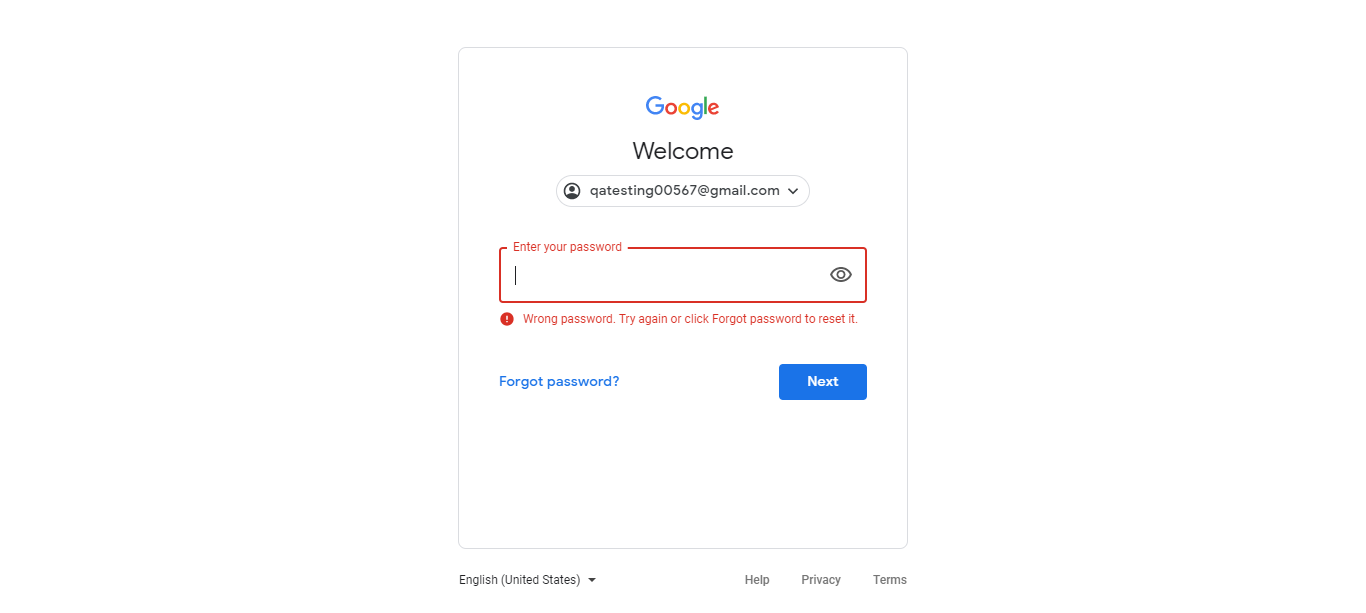 Google
Welcome
qatesting00567@gmail.com
Enter your password
Wrong password. Try again or click Forgot password to reset it.
Forgot password?
Next
English (United States)
Help
Privacy
Terms